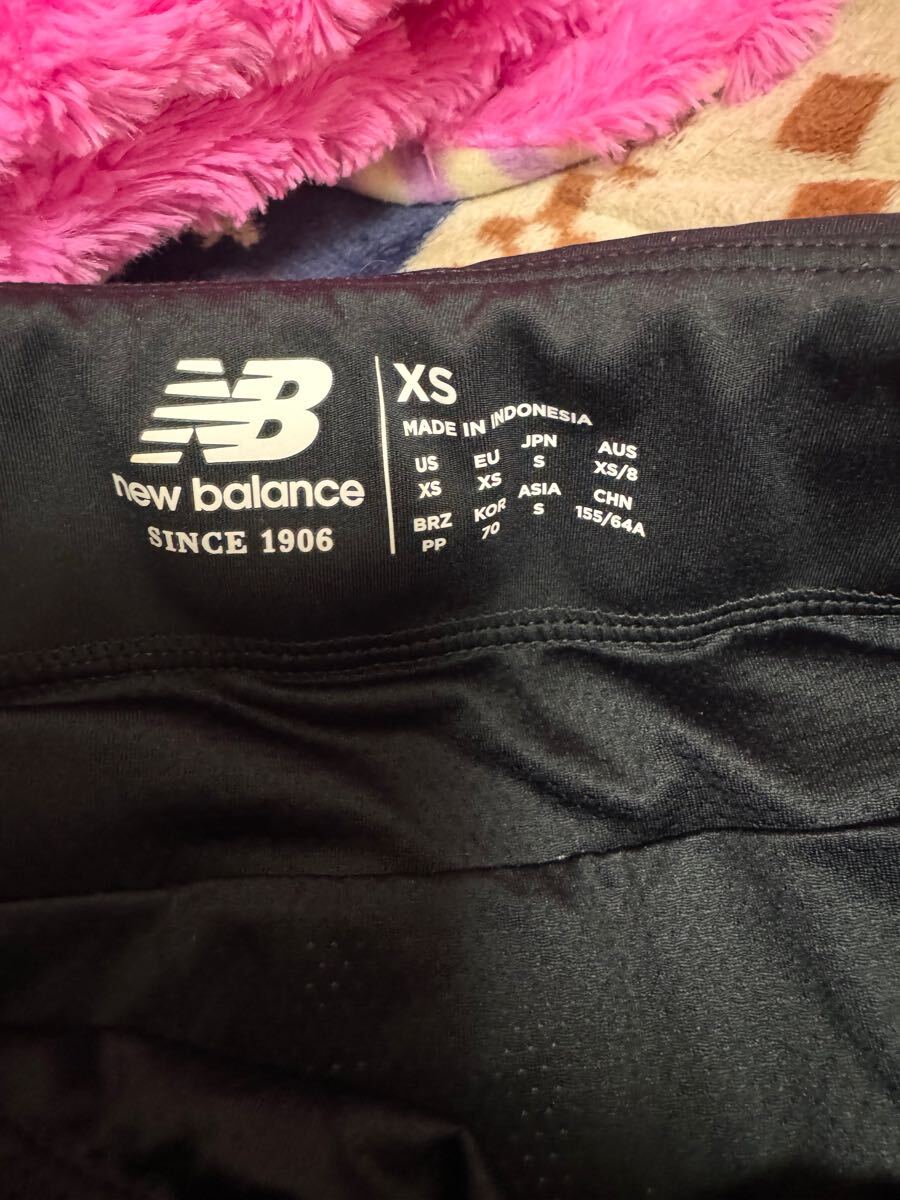 NB
new balance
SINCE 1906
XS
MADE IN INDONESIA
US EU JPN AUS
XS XS S XS/8
BRZ KOR ASIA CHN
PP 70 S 155/64A